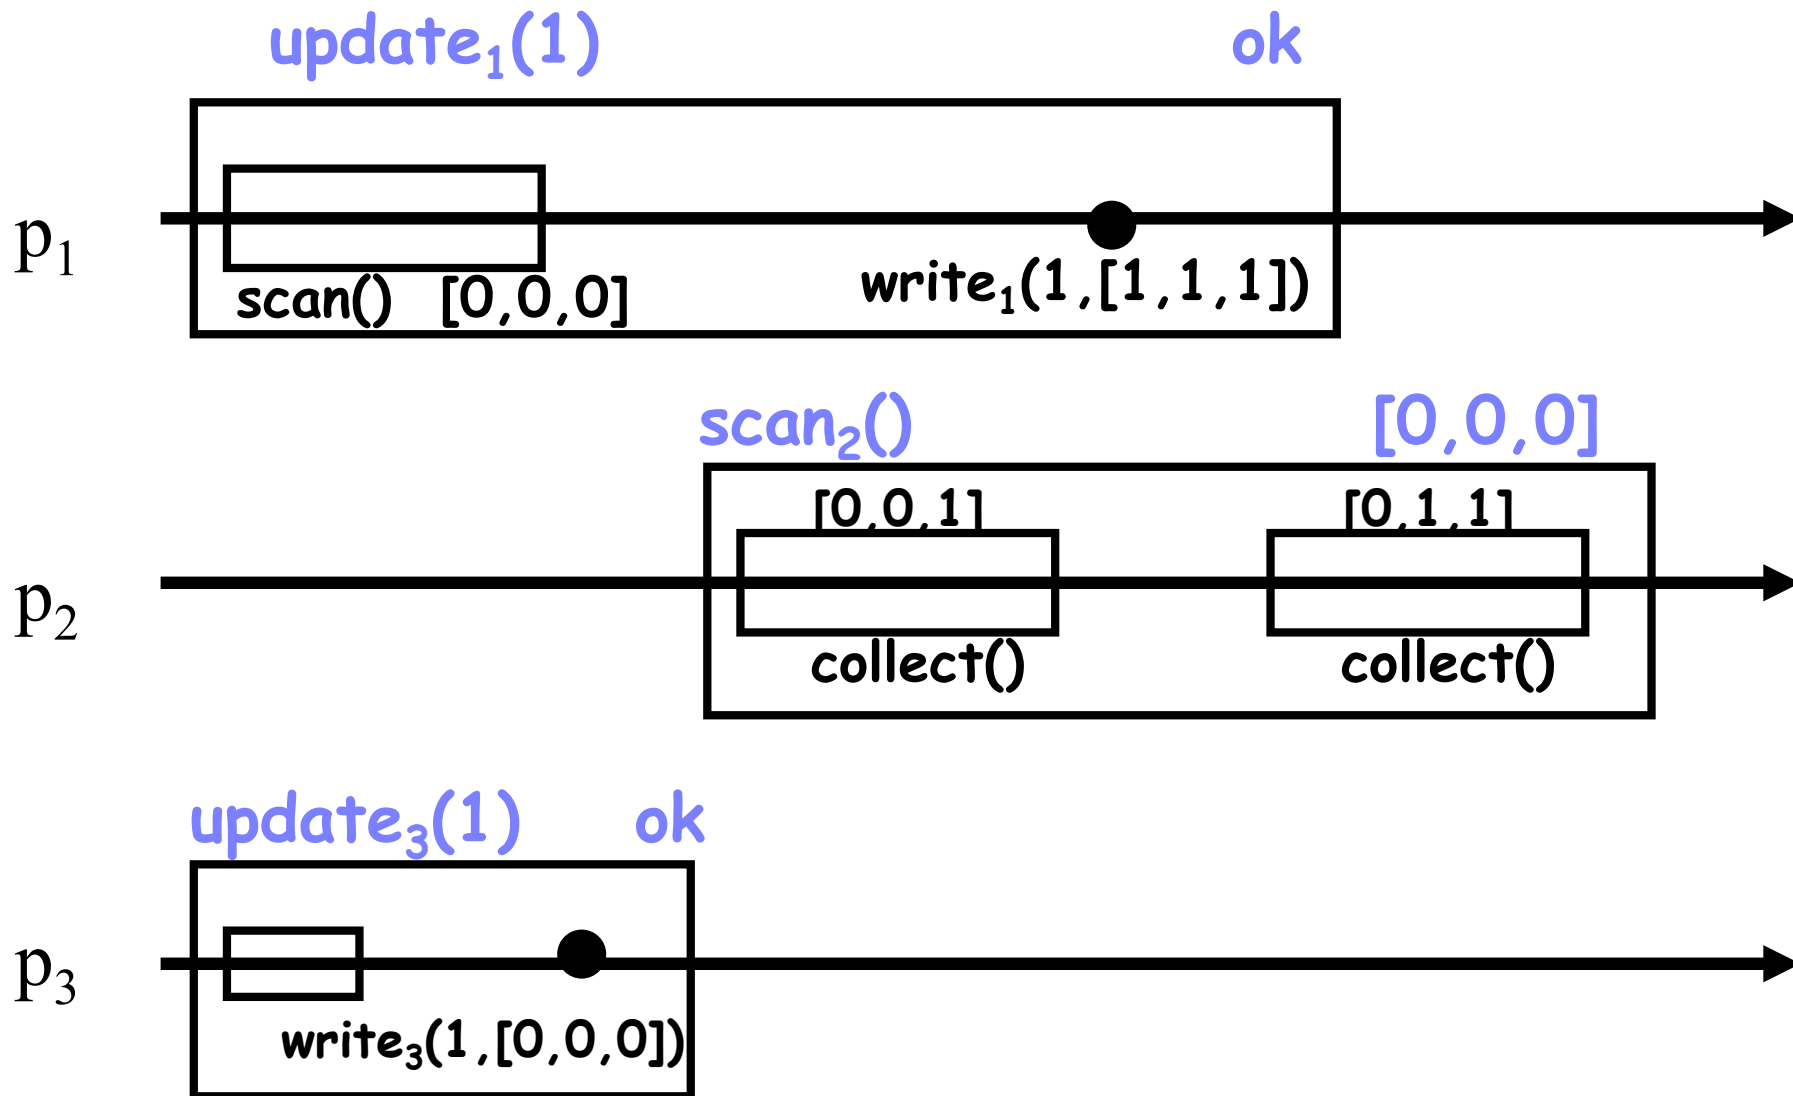 update₁(1) ok
p₁
scan() [0,0,0] write₁(1,[1,1,1])
scan₂() [0,0,0]
[0,0,1] [0,1,1]
p₂
collect() collect()
update₃(1) ok
p₃
write₃(1,[0,0,0])